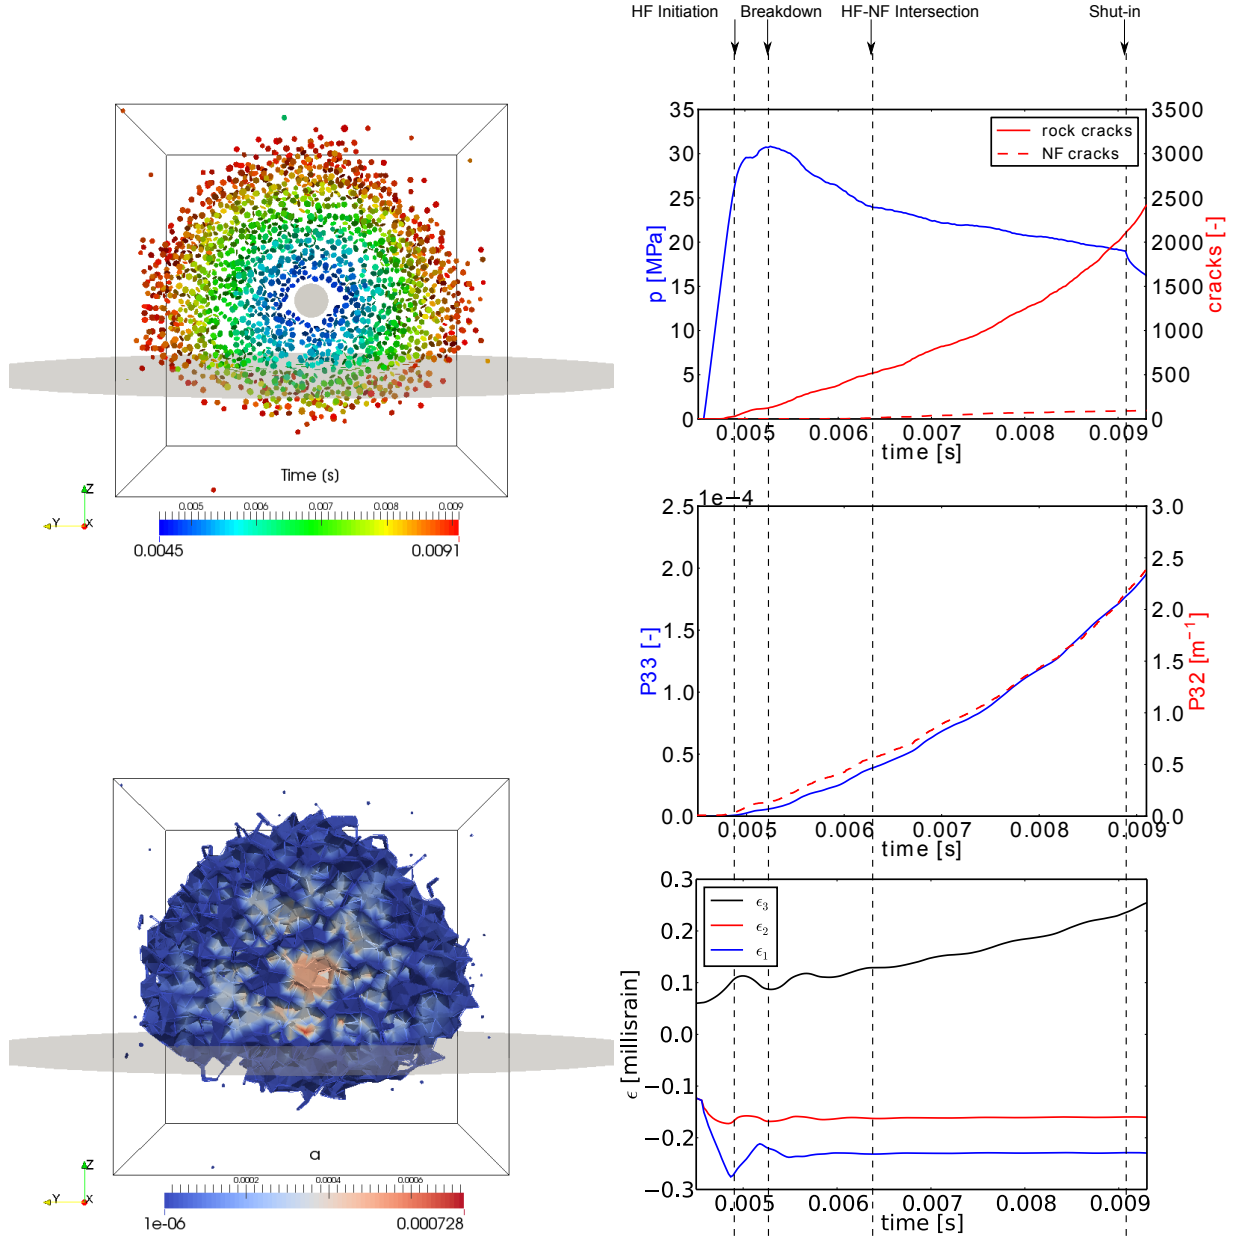 HF Initiation Breakdown HF-NF Intersection Shut-in
35 3500
30 3000
25 2500
20 2000
15 1500
10 1000
5 500
0 0
p [MPa]
cracks [-]
rock cracks
NF cracks
0.005 0.006 0.007 0.008 0.009
time [s]
Time (s)
0.005 0.006 0.007 0.008 0.009
0.0045 0.0091
Z
Y X
1e-4
2.5 3.0
2.0 2.5
1.5 2.0
1.0 1.5
0.5 1.0
0.0 0.5
0.0
P33 [-]
P32 [m⁻¹]
0.005 0.006 0.007 0.008 0.009
time [s]
a
0.0002 0.0004 0.0006
1e-06 0.000728
Z
Y X
0.3
0.2
0.1
0.0
−0.1
−0.2
−0.3
ϵ [millisrain]
ϵ₃
ϵ₂
ϵ₁
0.005 0.006 0.007 0.008 0.009
time [s]